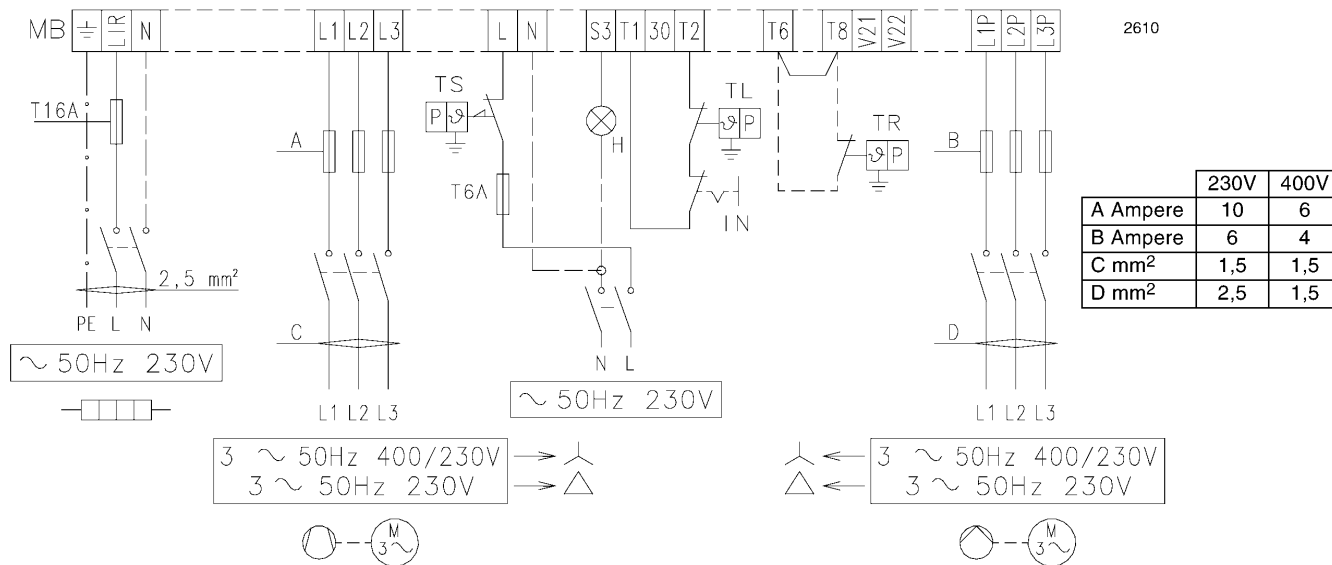 MB ⏚ L1R N L1 L2 L3 L N S3 T1 30 T2 T6 T8 V21 V22 L1P L2P L3P
2610
T16A
A
TS
P ϑ
T6A
H
TL
ϑ P
IN
TR
ϑ P
B
2,5 mm²
PE L N
~ 50Hz 230V
C
L1 L2 L3
N L
~ 50Hz 230V
D
L1 L2 L3
3 ~ 50Hz 400/230V
3 ~ 50Hz 230V
3 ~ 50Hz 400/230V
3 ~ 50Hz 230V
M
3~
M
3~
230V 400V
A Ampere 10 6
B Ampere 6 4
C mm² 1,5 1,5
D mm² 2,5 1,5